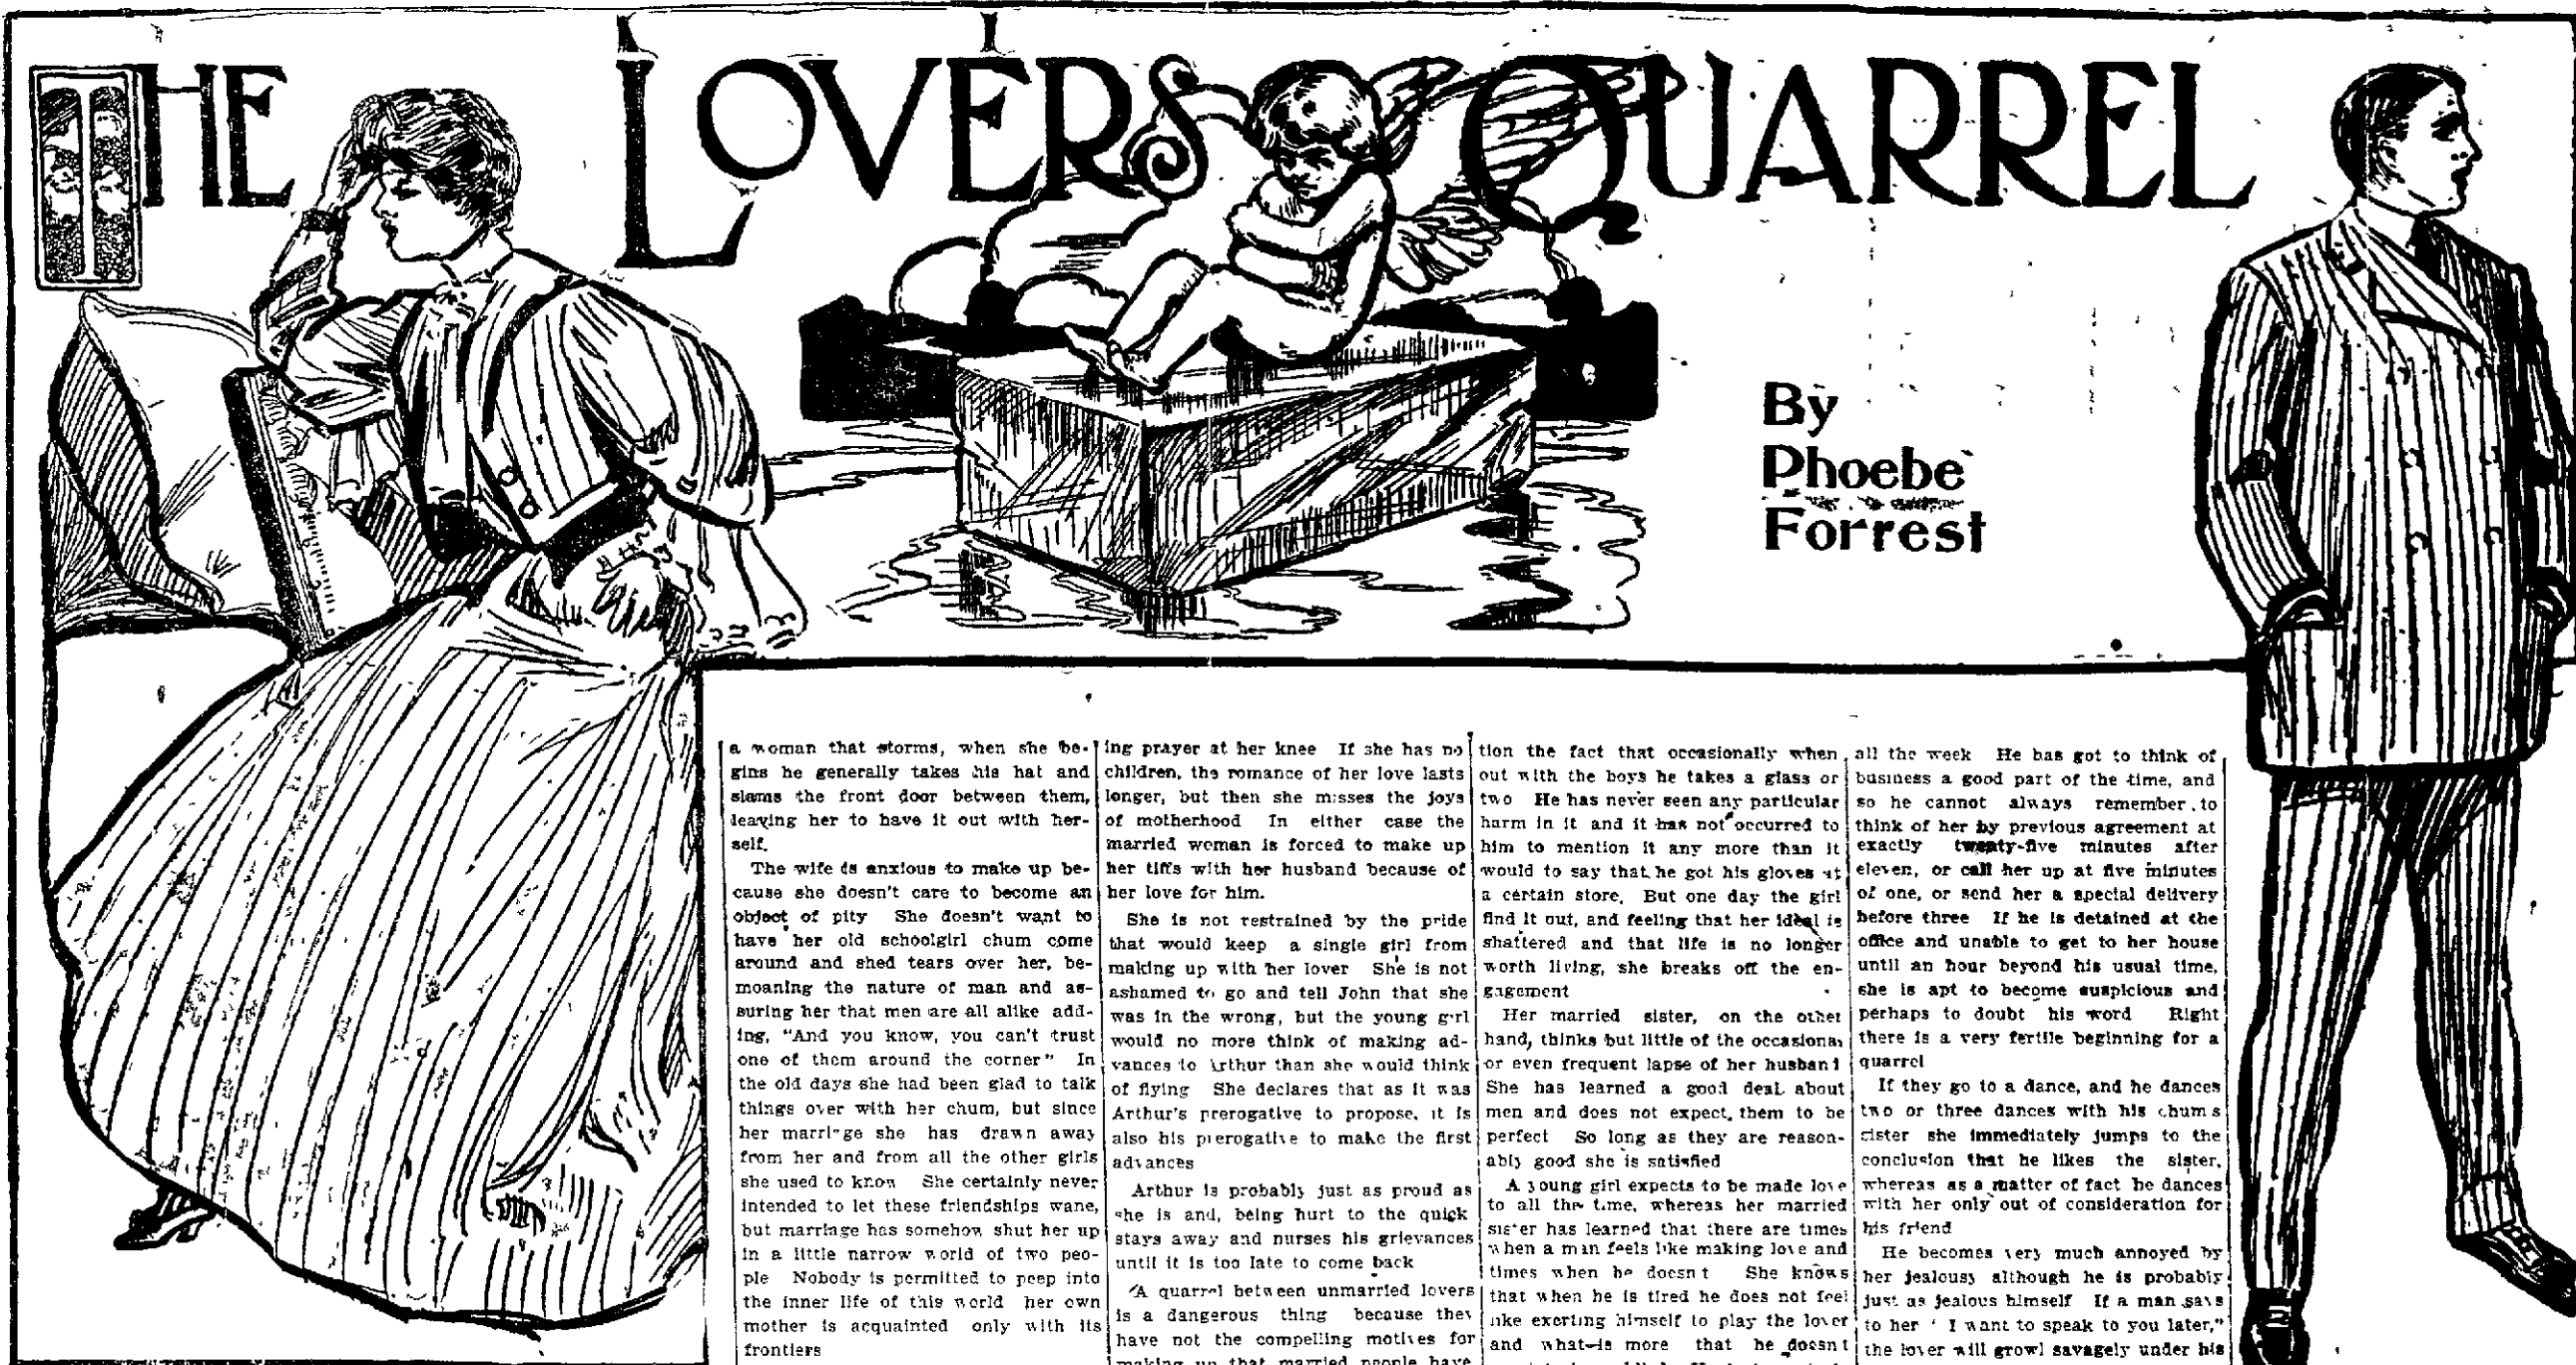 THE LOVERS QUARREL
By
Phoebe
Forrest
a woman that storms, when she be-
gins he generally takes his hat and
slams the front door between them,
leaving her to have it out with her-
self.
The wife is anxious to make up be-
cause she doesn't care to become an
object of pity She doesn't want to
have her old schoolgirl chum come
around and shed tears over her, be-
moaning the nature of man and as-
suring her that men are all alike add-
ing, "And you know, you can't trust
one of them around the corner" In
the old days she had been glad to talk
things over with her chum, but since
her marriage she has drawn away
from her and from all the other girls
she used to know She certainly never
intended to let these friendships wane,
but marriage has somehow shut her up
in a little narrow world of two peo-
ple Nobody is permitted to peep into
the inner life of this world her own
mother is acquainted only with its
frontiers
ing prayer at her knee If she has no
children, the romance of her love lasts
longer, but then she misses the joys
of motherhood In either case the
married woman is forced to make up
her tiffs with her husband because of
her love for him.
She is not restrained by the pride
that would keep a single girl from
making up with her lover She is not
ashamed to go and tell John that she
was in the wrong, but the young girl
would no more think of making ad-
vances to Arthur than she would think
of flying She declares that as it was
Arthur's prerogative to propose, it is
also his prerogative to make the first
advances
Arthur is probably just as proud as
she is and, being hurt to the quick
stays away and nurses his grievances
until it is too late to come back
A quarrel between unmarried lovers
is a dangerous thing because they
have not the compelling motives for
making up that married people have
tion the fact that occasionally when
out with the boys he takes a glass or
two He has never seen any particular
harm in it and it has not occurred to
him to mention it any more than it
would to say that he got his gloves at
a certain store. But one day the girl
find it out, and feeling that her ideal is
shattered and that life is no longer
worth living, she breaks off the en-
gagement
Her married sister, on the other
hand, thinks but little of the occasional
or even frequent lapse of her husband
She has learned a good deal about
men and does not expect them to be
perfect So long as they are reason-
ably good she is satisfied
A young girl expects to be made love
to all the time, whereas her married
sister has learned that there are times
when a man feels like making love and
times when he doesnt She knows
that when he is tired he does not feel
like exerting himself to play the lover
and what is more that he doesnt
all the week He has got to think of
business a good part of the time, and
so he cannot always remember to
think of her by previous agreement at
exactly twenty-five minutes after
eleven, or call her up at five minutes
of one, or send her a special delivery
before three If he is detained at the
office and unable to get to her house
until an hour beyond his usual time,
she is apt to become suspicious and
perhaps to doubt his word Right
there is a very fertile beginning for a
quarrel
If they go to a dance, and he dances
two or three dances with his chums
sister she immediately jumps to the
conclusion that he likes the sister,
whereas as a matter of fact he dances
with her only out of consideration for
his friend
He becomes very much annoyed by
her jealousy although he is probably
just as jealous himself If a man says
to her ' I want to speak to you later,"
the lover will growl savagely under his